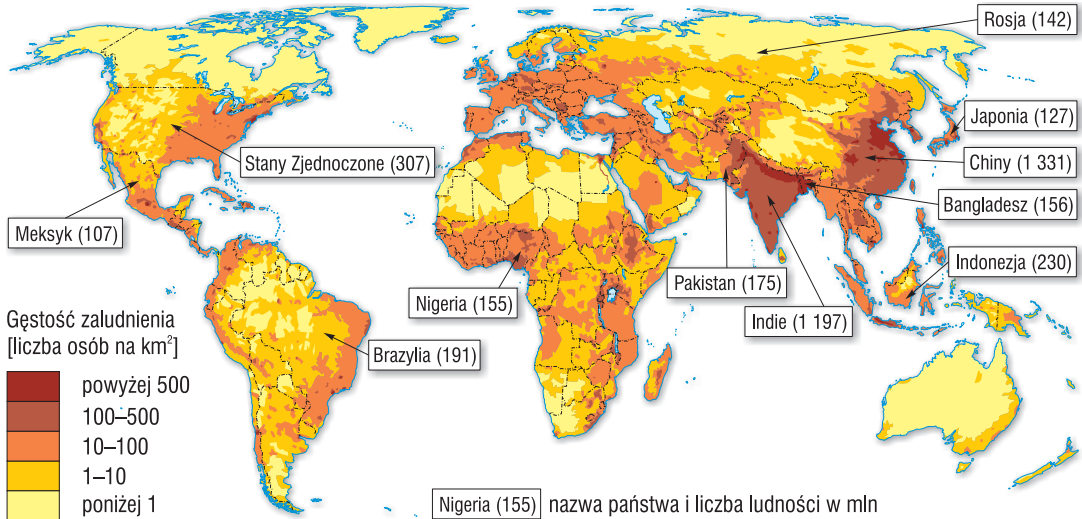 Rosja (142)
Japonia (127)
Stany Zjednoczone (307)
Chiny (1 331)
Bangladesz (156)
Meksyk (107)
Indonezja (230)
Pakistan (175)
Nigeria (155)
Indie (1 197)
Brazylia (191)
Gęstość zaludnienia
[liczba osób na km²]
powyżej 500
100–500
10–100
1–10
poniżej 1
Nigeria (155) nazwa państwa i liczba ludności w mln